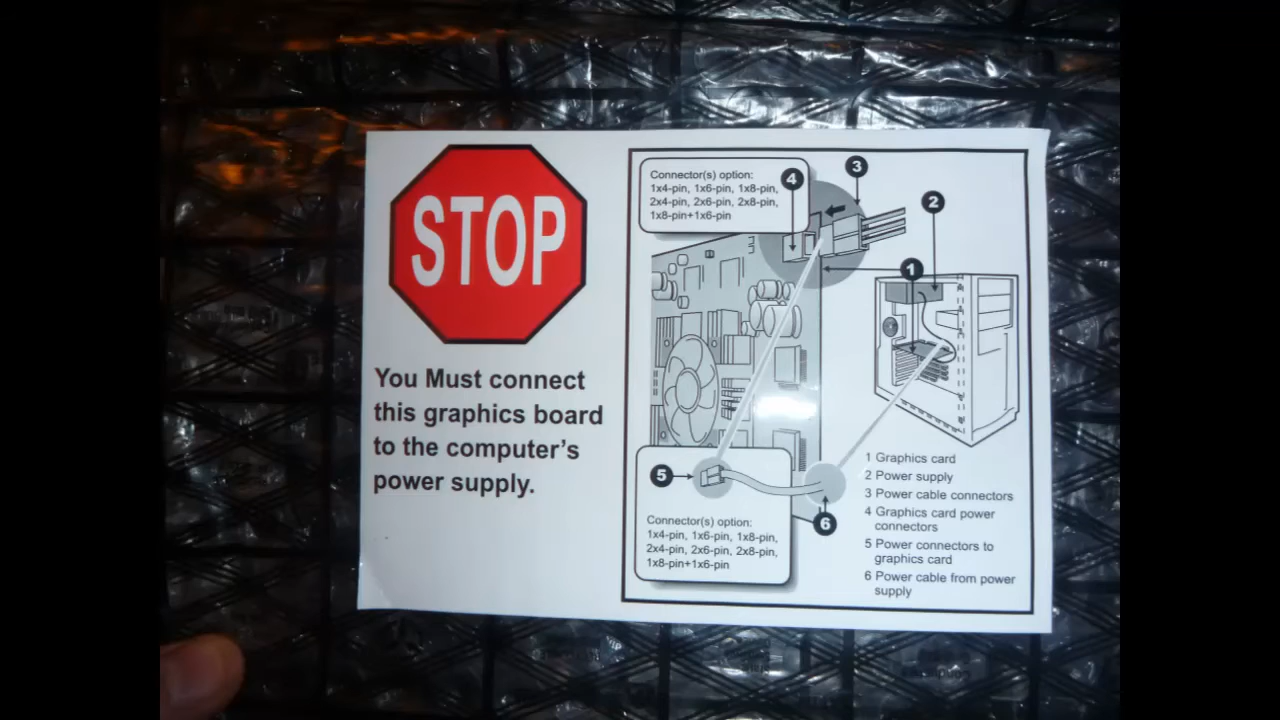 STOP
You Must connect
this graphics board
to the computer's
power supply.
Connector(s) option:
1x4-pin, 1x6-pin, 1x8-pin,
2x4-pin, 2x6-pin, 2x8-pin,
1x8-pin+1x6-pin
4
3
2
1
5
6
Connector(s) option:
1x4-pin, 1x6-pin, 1x8-pin,
2x4-pin, 2x6-pin, 2x8-pin,
1x8-pin+1x6-pin
1 Graphics card
2 Power supply
3 Power cable connectors
4 Graphics card power
connectors
5 Power connectors to
graphics card
6 Power cable from power
supply